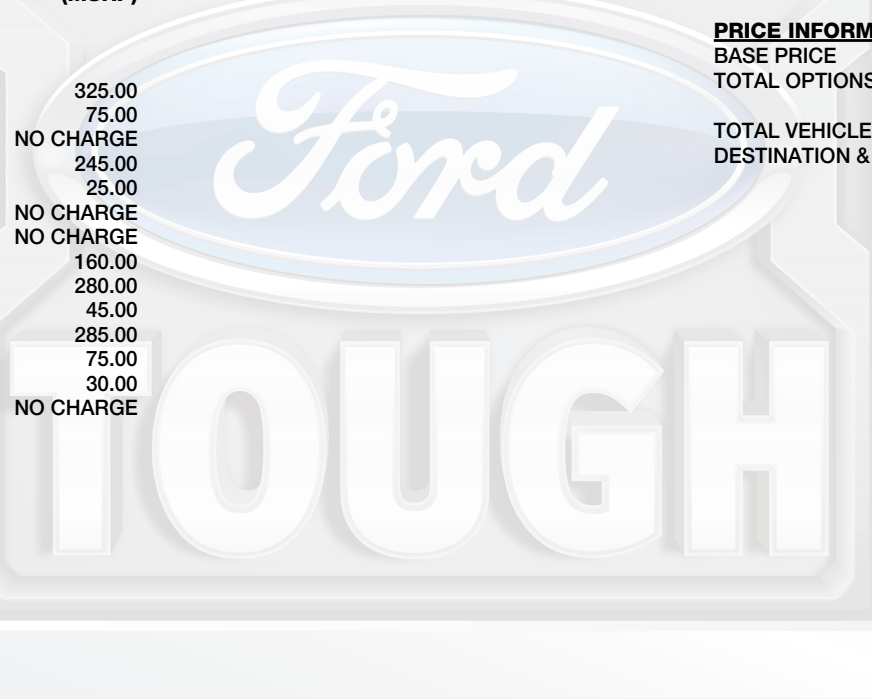 (MSRP)
325.00
75.00
NO CHARGE
245.00
25.00
NO CHARGE
NO CHARGE
160.00
280.00
45.00
285.00
75.00
30.00
NO CHARGE
PRICE INFORM
BASE PRICE
TOTAL OPTIONS
TOTAL VEHICLE
DESTINATION &
Ford
TOUGH